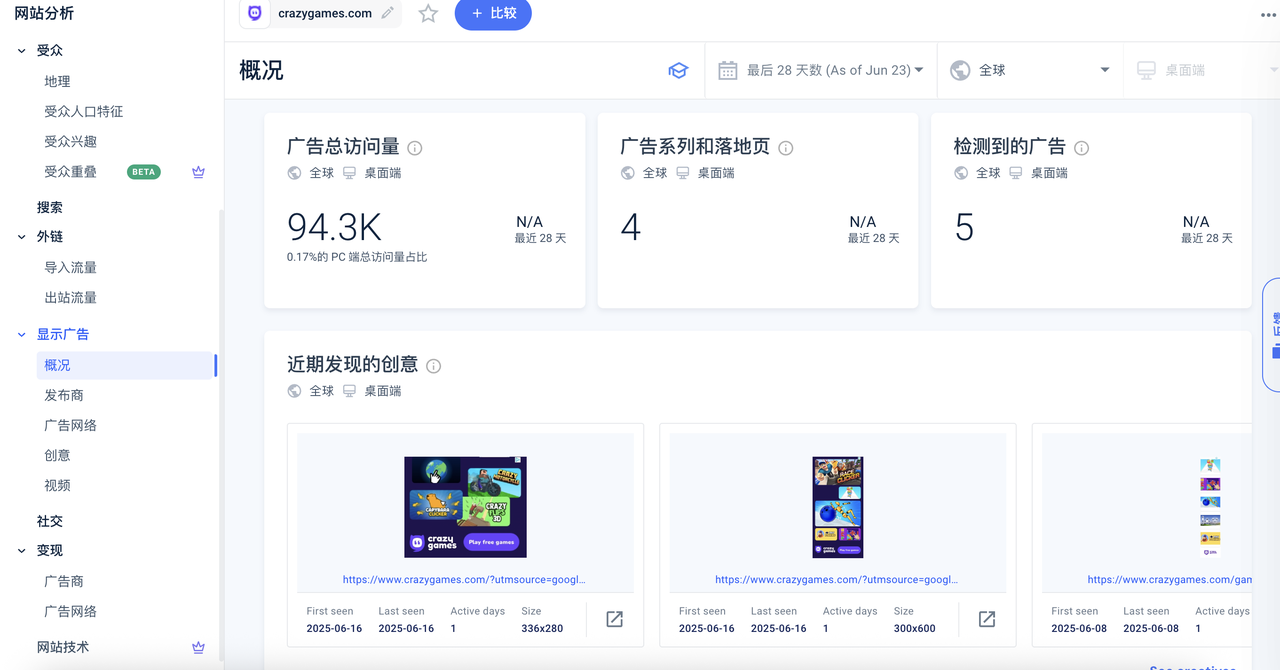 网站分析
受众
地理
受众人口特征
受众兴趣
受众重叠 BETA
搜索
外链
导入流量
出站流量
显示广告
概况
发布商
广告网络
创意
视频
社交
变现
广告商
广告网络
网站技术
crazygames.com
+ 比较
概况
最后 28 天数 (As of Jun 23)
全球
桌面端
广告总访问量
全球 桌面端
94.3K
N/A
最近 28 天
0.17%的 PC 端总访问量占比
广告系列和落地页
全球 桌面端
4
N/A
最近 28 天
检测到的广告
全球 桌面端
5
N/A
最近 28 天
近期发现的创意
全球 桌面端
CRAZY MOTORCYCLE
CAPYBARA CLICKER
CRAZY FLIPS 3D
crazy games
Play free games
https://www.crazygames.com/?utmsource=googl...
First seen Last seen Active days Size
2025-06-16 2025-06-16 1 336x280
RACE CLICKER
crazy games
https://www.crazygames.com/?utmsource=googl...
First seen Last seen Active days Size
2025-06-16 2025-06-16 1 300x600
https://www.crazygames.com/gam
First seen Last seen Active days
2025-06-08 2025-06-08 1